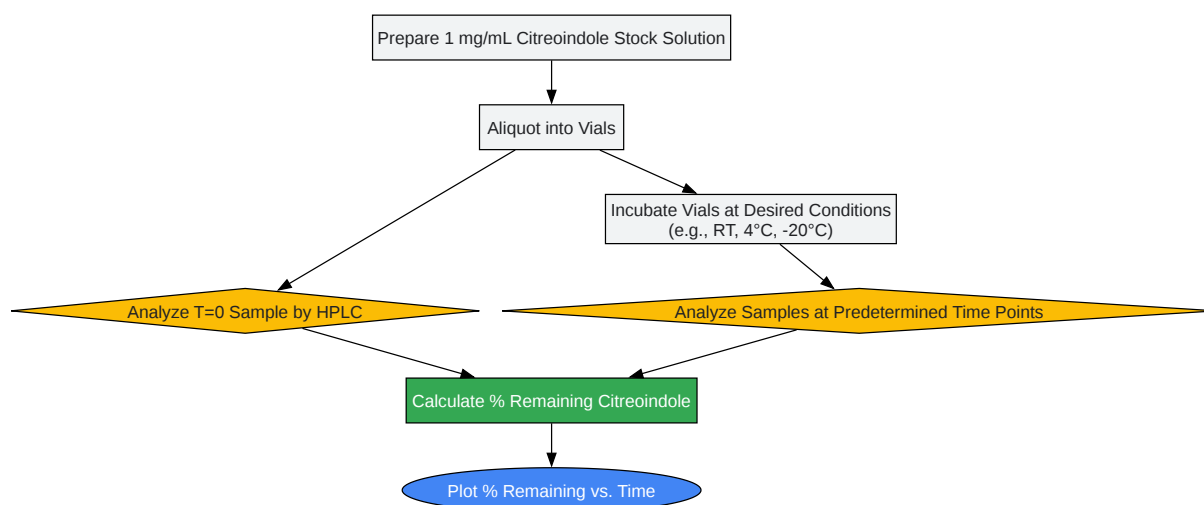 Prepare 1 mg/mL Citreoindole Stock Solution
Aliquot into Vials
Incubate Vials at Desired Conditions
(e.g., RT, 4°C, -20°C)
Analyze T=0 Sample by HPLC
Analyze Samples at Predetermined Time Points
Calculate % Remaining Citreoindole
Plot % Remaining vs. Time